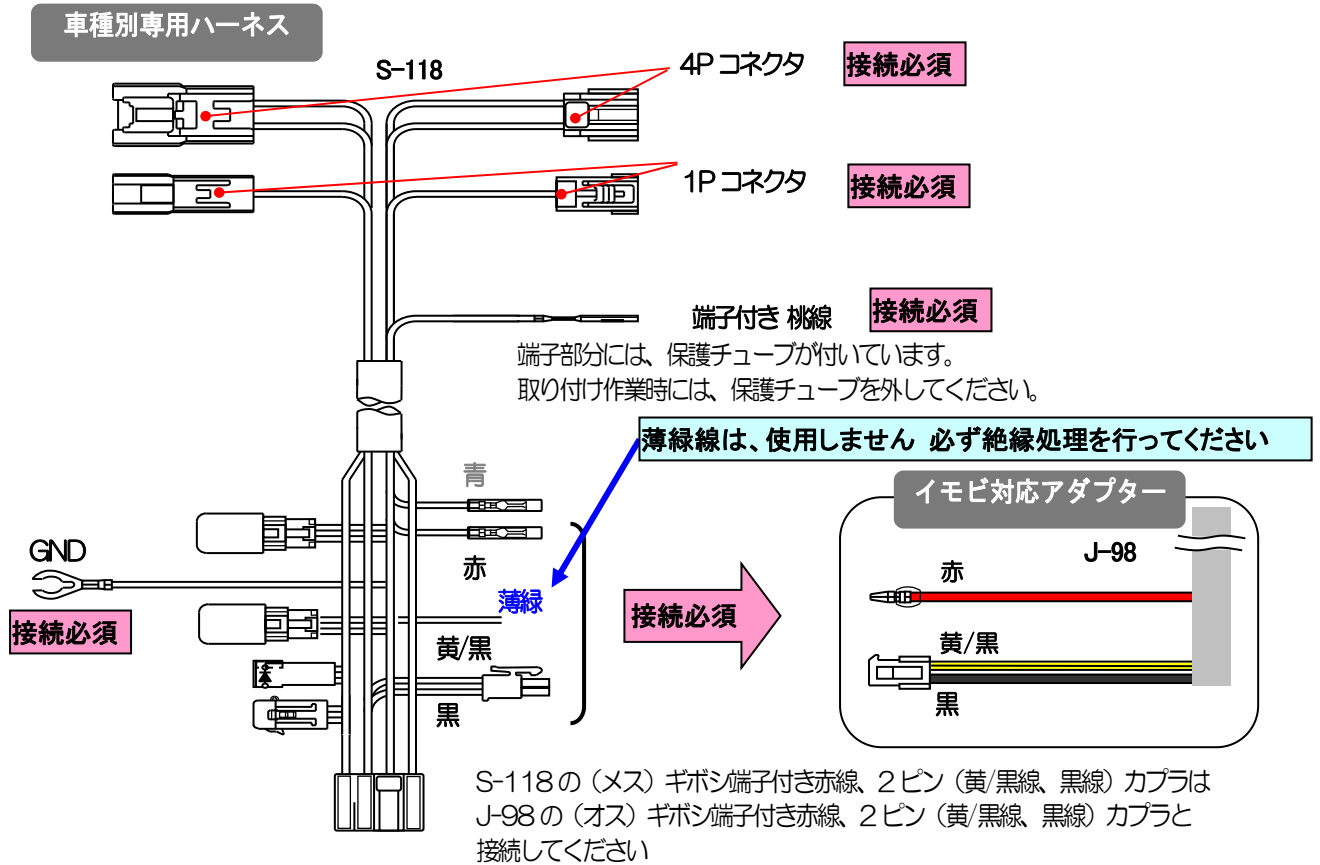 車種別専用ハーネス
S-118
4P コネクタ
接続必須
1P コネクタ
接続必須
端子付き 桃線
接続必須
端子部分には、保護チューブが付いています。
取り付け作業時には、保護チューブを外してください。
薄緑線は、使用しません 必ず絶縁処理を行ってください
青
イモビ対応アダプター
GND
J-98
赤
赤
薄緑
接続必須
接続必須
黄/黒
黄/黒
黒
黒
S-118の（メス）ギボシ端子付き赤線、2ピン（黄/黒線、黒線）カプラは
J-98の（オス）ギボシ端子付き赤線、2ピン（黄/黒線、黒線）カプラと
接続してください